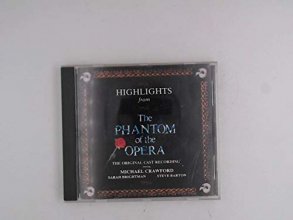 HIGHLIGHTS
from
The
PHANTOM
of the
OPERA
THE ORIGINAL CAST RECORDING
MICHAEL CRAWFORD
SARAH BRIGHTMAN STEVE BARTON